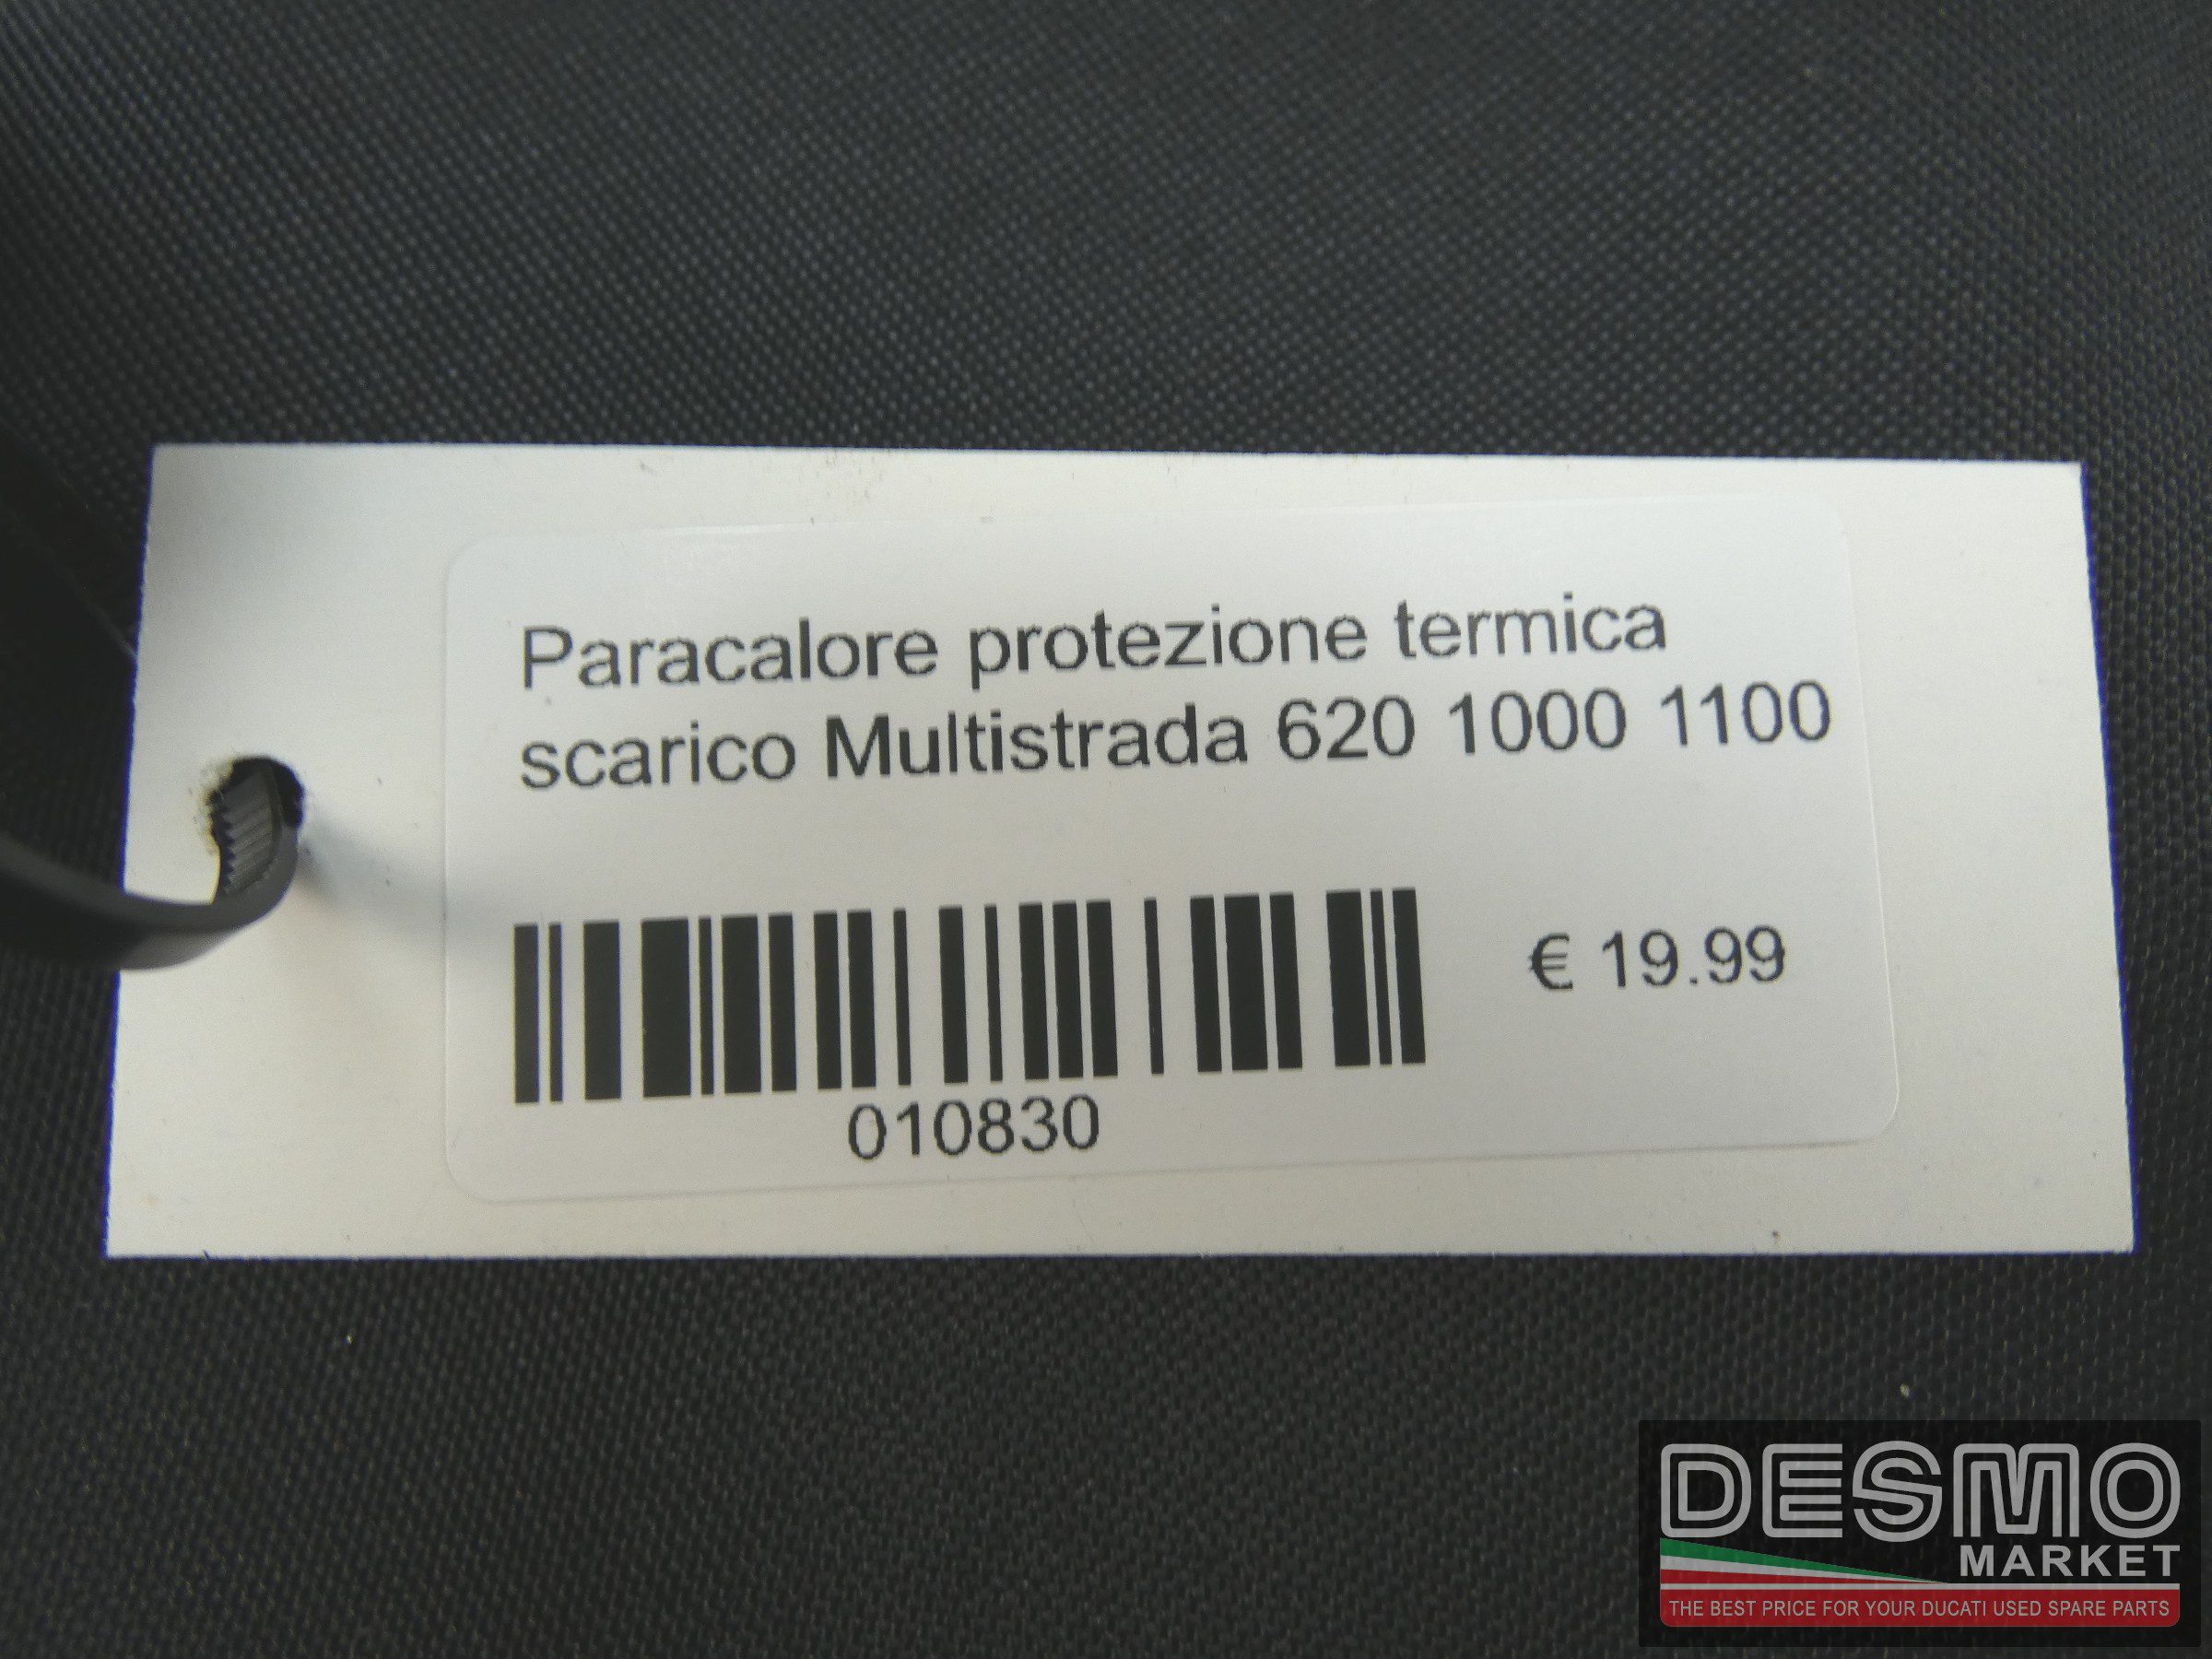 Paracalore protezione termica
scarico Multistrada 620 1000 1100
€ 19.99
010830
DESMO
MARKET
THE BEST PRICE FOR YOUR DUCATI USED SPARE PARTS